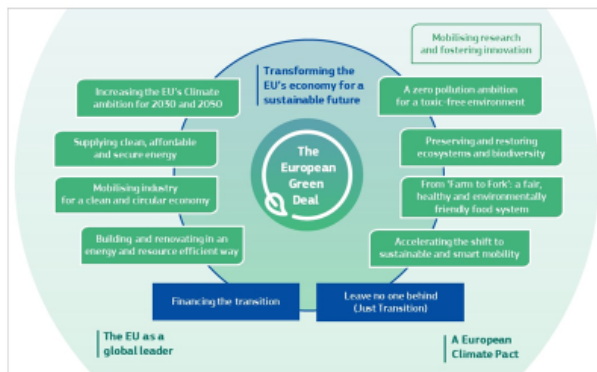 Mobilising research
and fostering innovation
Transforming the
EU's economy for a
sustainable future
Increasing the EU's Climate
ambition for 2030 and 2050
A zero pollution ambition
for a toxic-free environment
Supplying clean, affordable
and secure energy
Preserving and restoring
ecosystems and biodiversity
The
European
Green
Deal
Mobilising industry
for a clean and circular economy
From 'Farm to Fork': a fair,
healthy and environmentally
friendly food system
Building and renovating in an
energy and resource efficient way
Accelerating the shift to
sustainable and smart mobility
Financing the transition
Leave no one behind
(Just Transition)
The EU as a
global leader
A European
Climate Pact